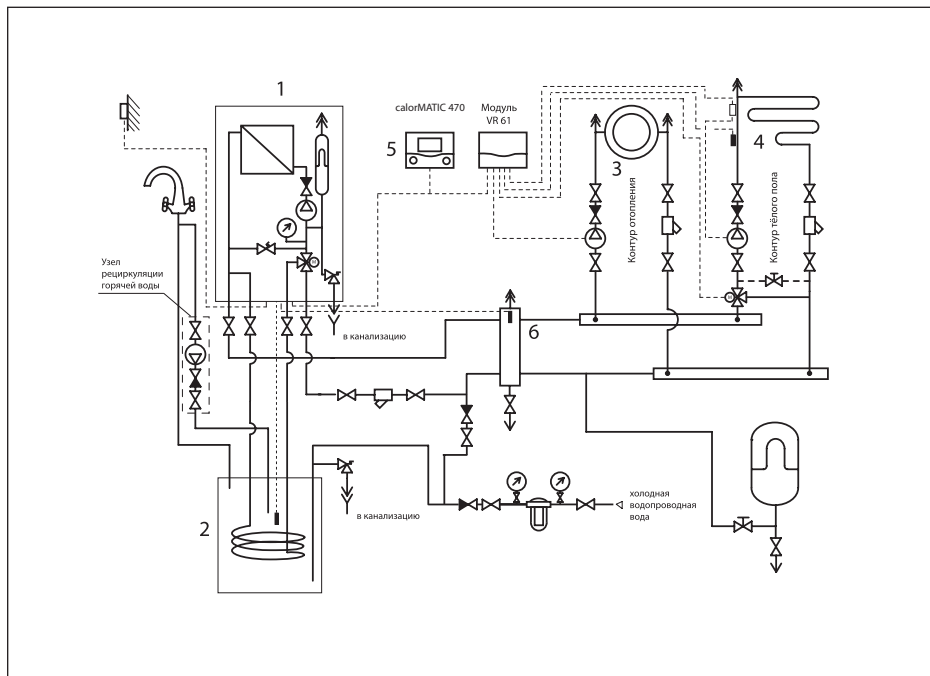 1
calorMATIC 470
Модуль
VR 61
5
3
4
Контур отопления
Контур тёлого пола
Узел
рециркуляции
горячей воды
M
M
в канализацию
6
2
в канализацию
холодная
водопроводная
вода